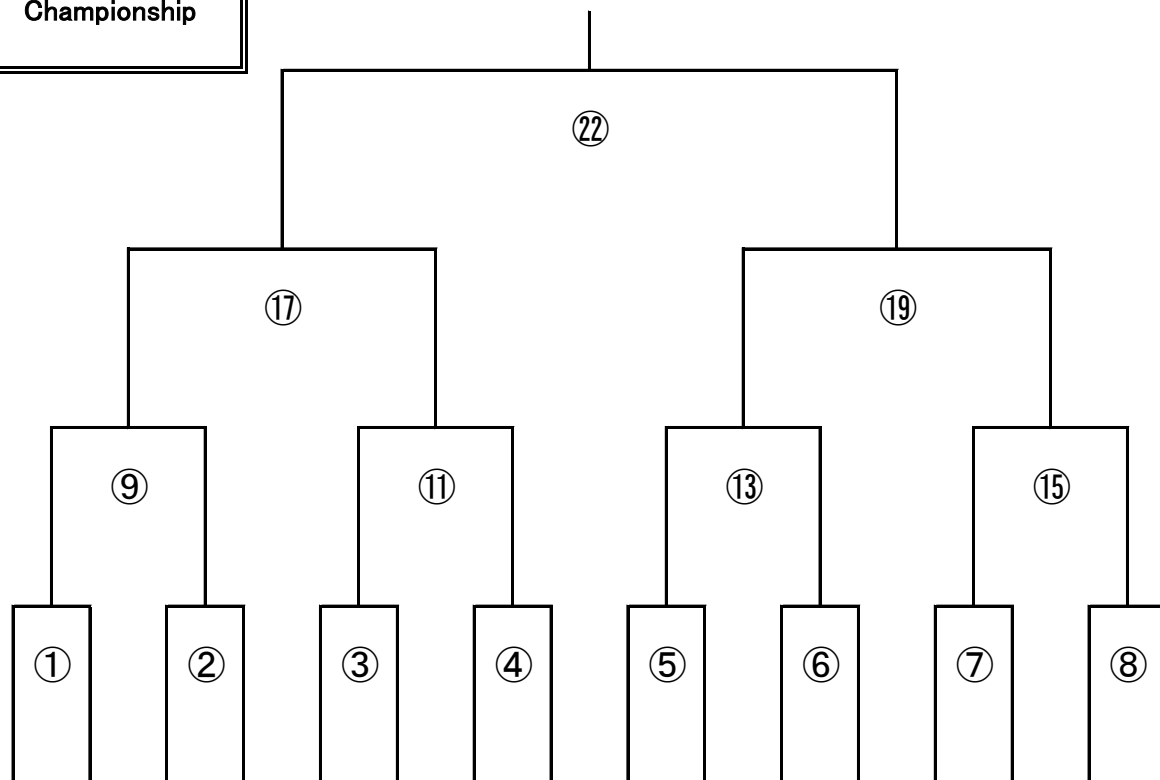 Championship
㉒
⑰ ⑲
⑨ ⑪ ⑬ ⑮
① ② ③ ④ ⑤ ⑥ ⑦ ⑧